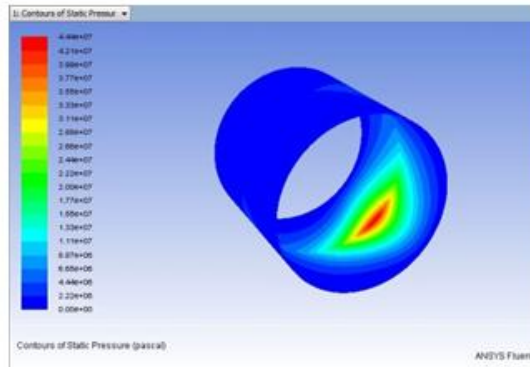 1: Contours of Static Pressur
4.44e+07
4.21e+07
3.99e+07
3.77e+07
3.55e+07
3.33e+07
3.11e+07
2.88e+07
2.66e+07
2.44e+07
2.22e+07
2.00e+07
1.77e+07
1.55e+07
1.33e+07
1.11e+07
8.87e+06
6.66e+06
4.44e+06
2.22e+06
0.00e+00
Contours of Static Pressure (pascal)
ANSYS Fluen